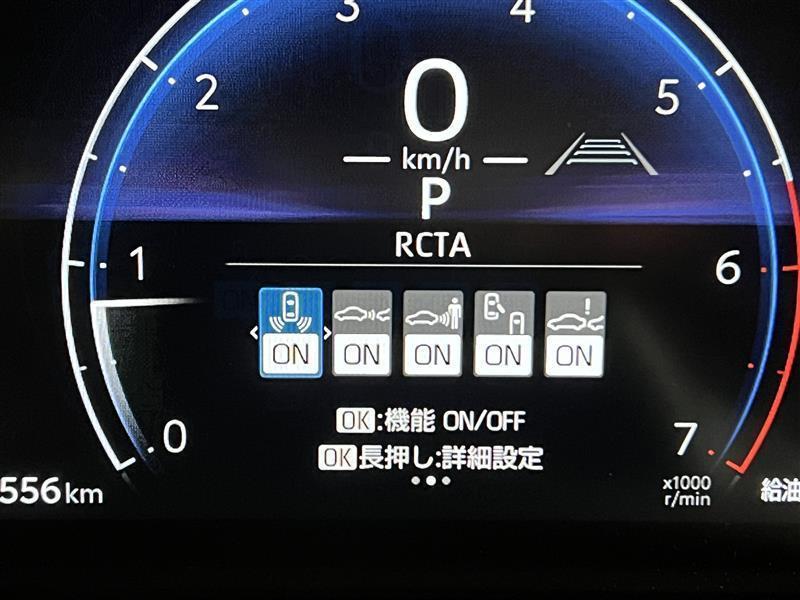 3 4
2 0 5
km/h
P
RCTA
1 6
ON ON ON ON ON
OK:機能 ON/OFF
0 7
OK長押し:詳細設定
556km x1000 給油
r/min